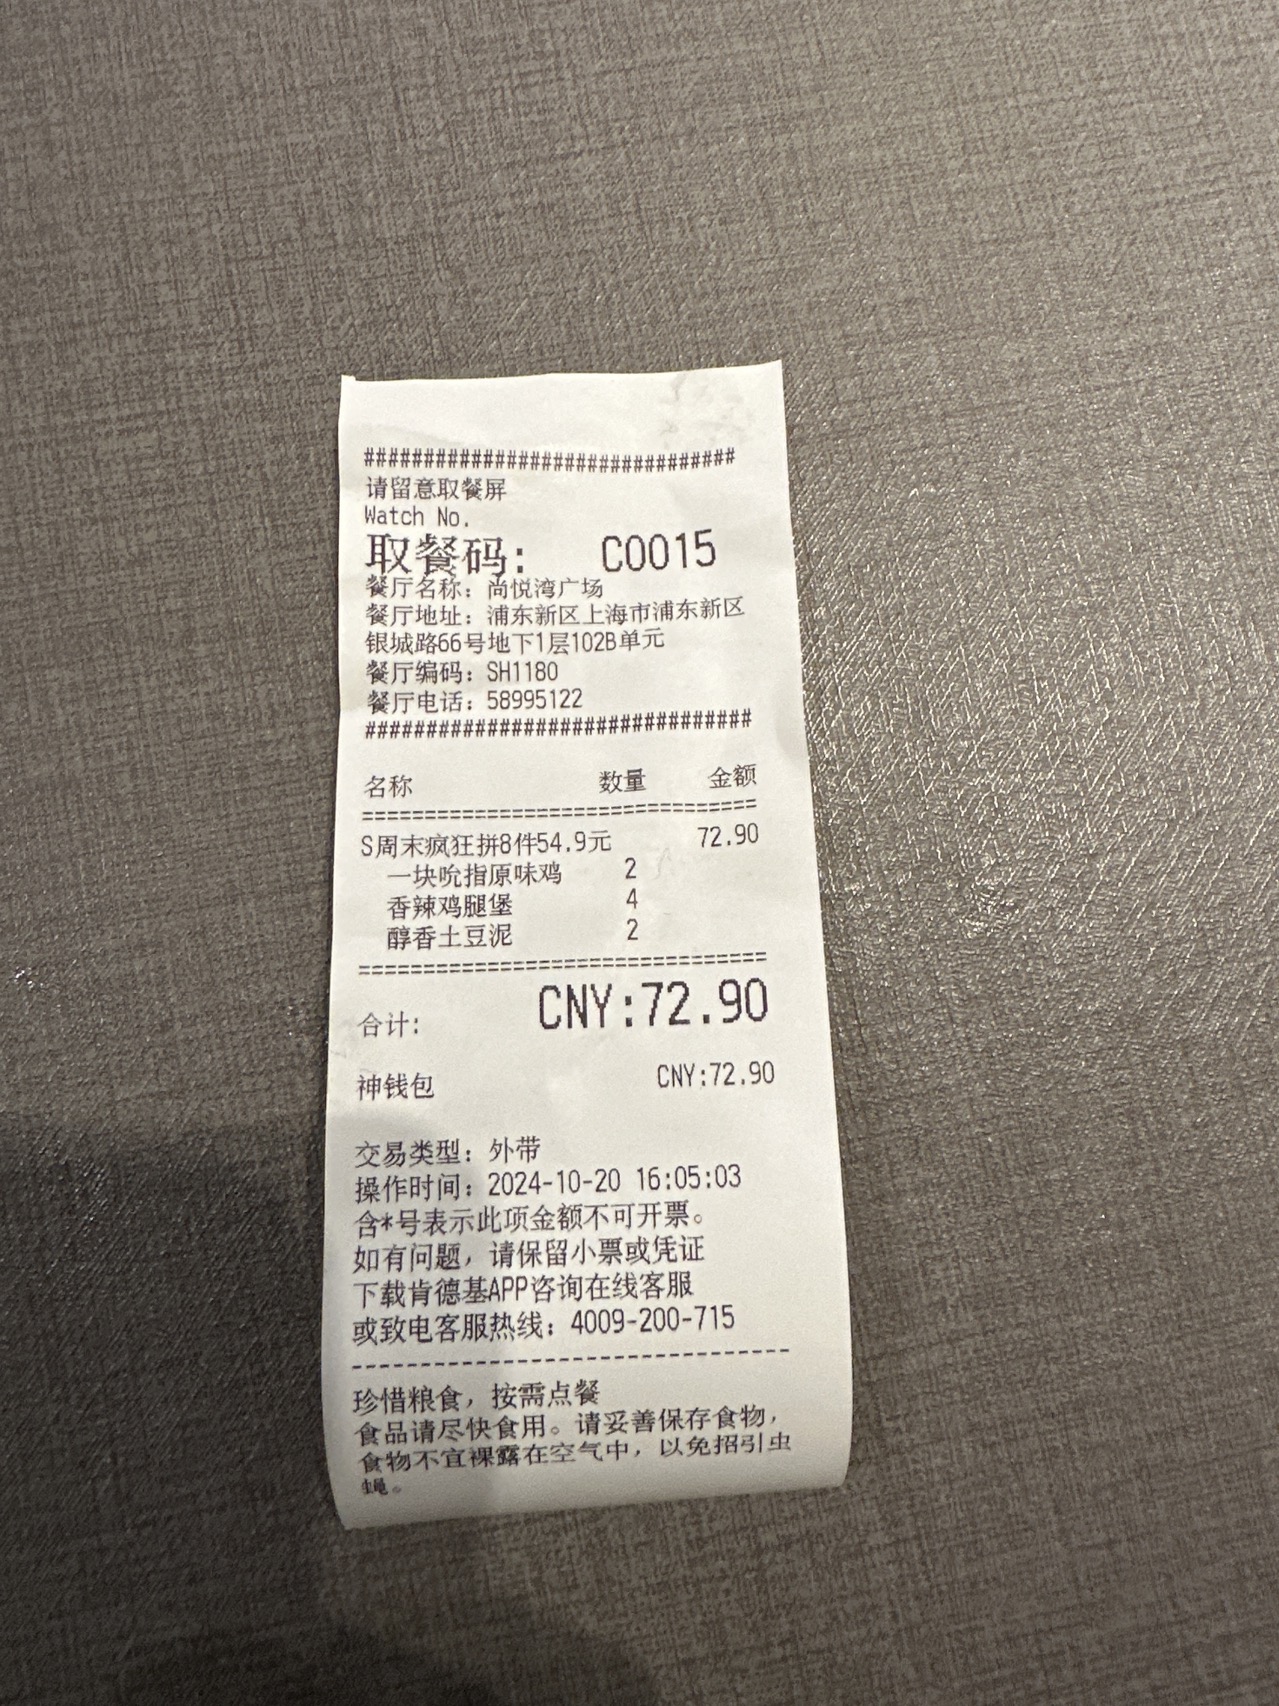 ################################
请留意取餐屏
Watch No.
取餐码: C0015
餐厅名称: 尚悦湾广场
餐厅地址: 浦东新区上海市浦东新区
银城路66号地下1层102B单元
餐厅编码: SH1180
餐厅电话: 58995122
################################
名称 数量 金额
=================================
S周末疯狂拼8件54.9元 72.90
一块吮指原味鸡 2
香辣鸡腿堡 4
醇香土豆泥 2
=================================
合计: CNY:72.90
神钱包 CNY:72.90
交易类型: 外带
操作时间: 2024-10-20 16:05:03
含*号表示此项金额不可开票。
如有问题, 请保留小票或凭证
下载肯德基APP咨询在线客服
或致电客服热线: 4009-200-715
--------------------------------
珍惜粮食, 按需点餐
食品请尽快食用。请妥善保存食物,
食物不宜裸露在空气中, 以免招引虫
蝇。